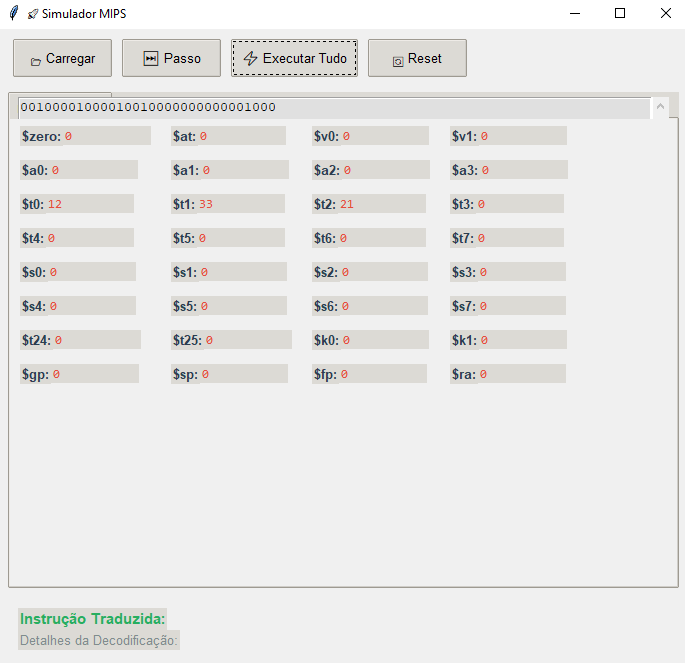 Simulador MIPS
Carregar Passo Executar Tudo Reset
00100001000010010000000000001000
$zero: 0 $at: 0 $v0: 0 $v1: 0
$a0: 0 $a1: 0 $a2: 0 $a3: 0
$t0: 12 $t1: 33 $t2: 21 $t3: 0
$t4: 0 $t5: 0 $t6: 0 $t7: 0
$s0: 0 $s1: 0 $s2: 0 $s3: 0
$s4: 0 $s5: 0 $s6: 0 $s7: 0
$t24: 0 $t25: 0 $k0: 0 $k1: 0
$gp: 0 $sp: 0 $fp: 0 $ra: 0
Instrução Traduzida:
Detalhes da Decodificação: